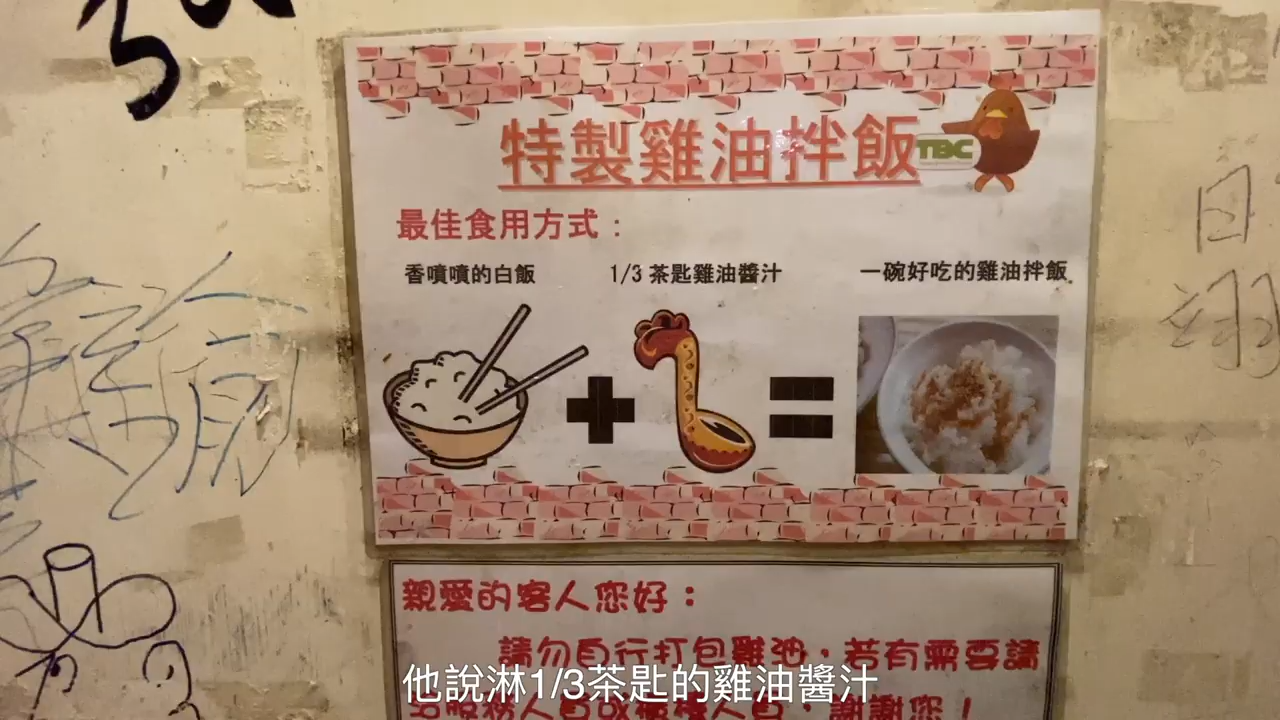 特製雞油拌飯
TBC
最佳食用方式：
香噴噴的白飯
1/3 茶匙雞油醬汁
一碗好吃的雞油拌飯
親愛的客人您好：
請勿自行打包雞油，若有需要請
他說淋1/3茶匙的雞油醬汁
謝謝您！